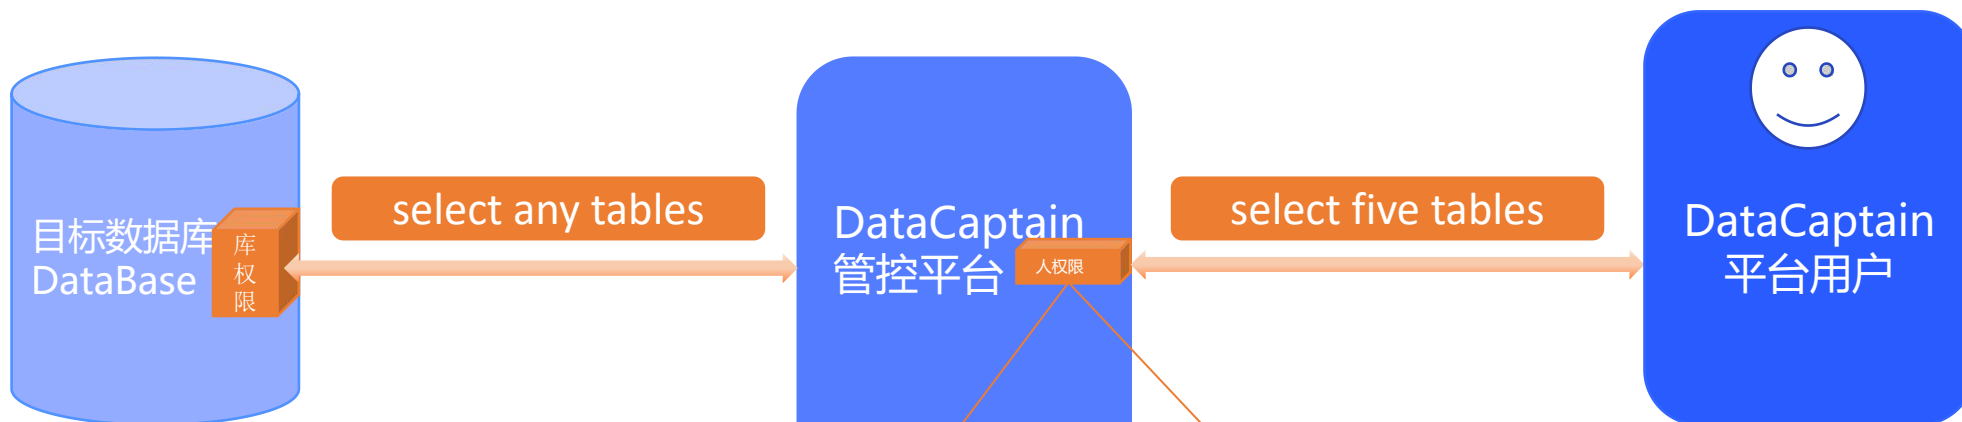 目标数据库
DataBase
库
权
限
select any tables
DataCaptain
管控平台
人权限
select five tables
DataCaptain
平台用户